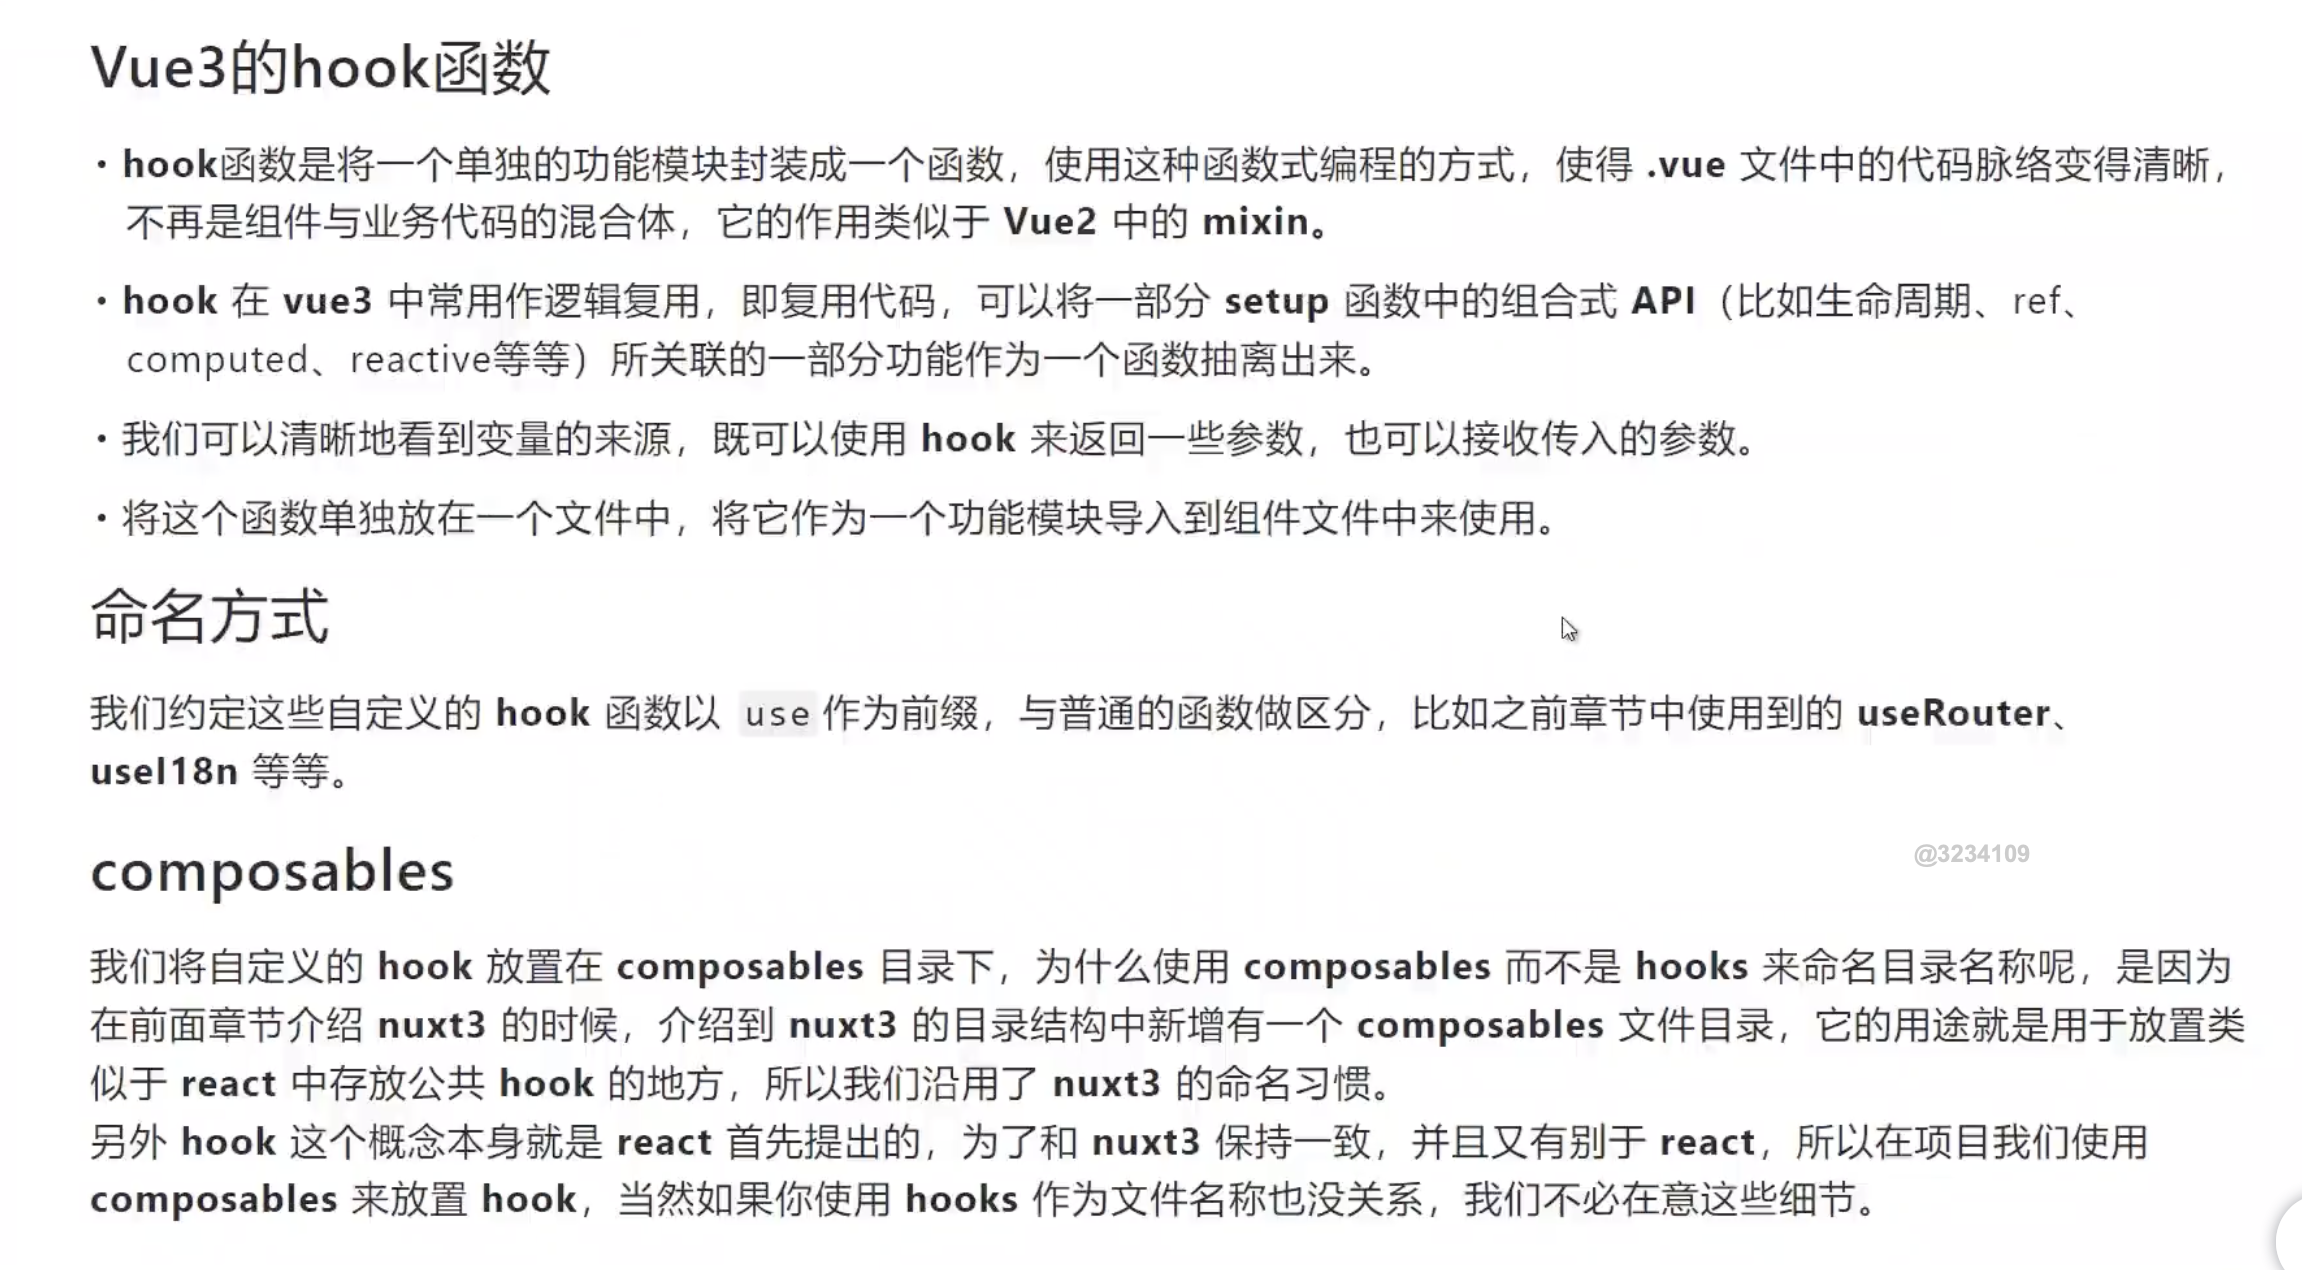 Vue3的hook函数
· hook函数是将一个单独的功能模块封装成一个函数，使用这种函数式编程的方式，使得 .vue 文件中的代码脉络变得清晰，
不再是组件与业务代码的混合体，它的作用类似于 Vue2 中的 mixin。
· hook 在 vue3 中常用作逻辑复用，即复用代码，可以将一部分 setup 函数中的组合式 API（比如生命周期、ref、
computed、reactive等等）所关联的一部分功能作为一个函数抽离出来。
· 我们可以清晰地看到变量的来源，既可以使用 hook 来返回一些参数，也可以接收传入的参数。
· 将这个函数单独放在一个文件中，将它作为一个功能模块导入到组件文件中来使用。
命名方式
我们约定这些自定义的 hook 函数以 use 作为前缀，与普通的函数做区分，比如之前章节中使用到的 useRouter、
useI18n 等等。
@3234109
composables
我们将自定义的 hook 放置在 composables 目录下，为什么使用 composables 而不是 hooks 来命名目录名称呢，是因为
在前面章节介绍 nuxt3 的时候，介绍到 nuxt3 的目录结构中新增有一个 composables 文件目录，它的用途就是用于放置类
似于 react 中存放公共 hook 的地方，所以我们沿用了 nuxt3 的命名习惯。
另外 hook 这个概念本身就是 react 首先提出的，为了和 nuxt3 保持一致，并且又有别于 react，所以在项目我们使用
composables 来放置 hook，当然如果你使用 hooks 作为文件名称也没关系，我们不必在意这些细节。